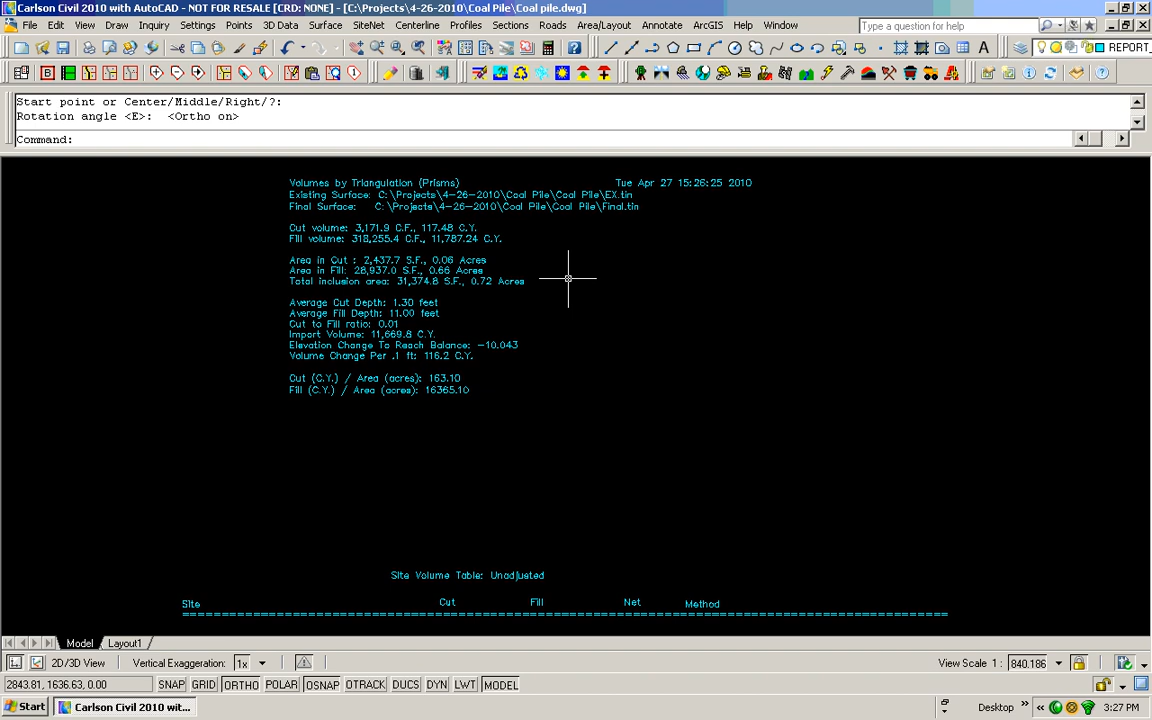 Carlson Civil 2010 with AutoCAD - NOT FOR RESALE [CRD: NONE] - [C:\Projects\4-26-2010\Coal Pile\Coal pile.dwg]
File Edit View Draw Inquiry Settings Points 3D Data Surface SiteNet Centerline Profiles Sections Roads Area/Layout Annotate ArcGIS Help Window Type a question for help
REPORT_
Start point or Center/Middle/Right/?:
Rotation angle <E>: <Ortho on>
Command:
Volumes by Triangulation (Prisms) Tue Apr 27 15:26:25 2010
Existing Surface: C:\Projects\4-26-2010\Coal Pile\Coal Pile\EX.tin
Final Surface: C:\Projects\4-26-2010\Coal Pile\Coal Pile\Final.tin
Cut volume: 3,171.9 C.F., 117.48 C.Y.
Fill volume: 318,255.4 C.F., 11,787.24 C.Y.
Area in Cut : 2,437.7 S.F., 0.06 Acres
Area in Fill: 28,937.0 S.F., 0.66 Acres
Total inclusion area: 31,374.8 S.F., 0.72 Acres
Average Cut Depth: 1.30 feet
Average Fill Depth: 11.00 feet
Cut to Fill ratio: 0.01
Import Volume: 11,669.8 C.Y.
Elevation Change To Reach Balance: -10.043
Volume Change Per .1 ft: 116.2 C.Y.
Cut (C.Y.) / Area (acres): 163.10
Fill (C.Y.) / Area (acres): 16365.10
Site Volume Table: Unadjusted
Site Cut Fill Net Method
Model Layout1
2D/3D View Vertical Exaggeration: 1x View Scale 1 : 840.186
2843.81, 1636.63, 0.00 SNAP GRID ORTHO POLAR OSNAP OTRACK DUCS DYN LWT MODEL
Start Carlson Civil 2010 wit... Desktop 3:27 PM